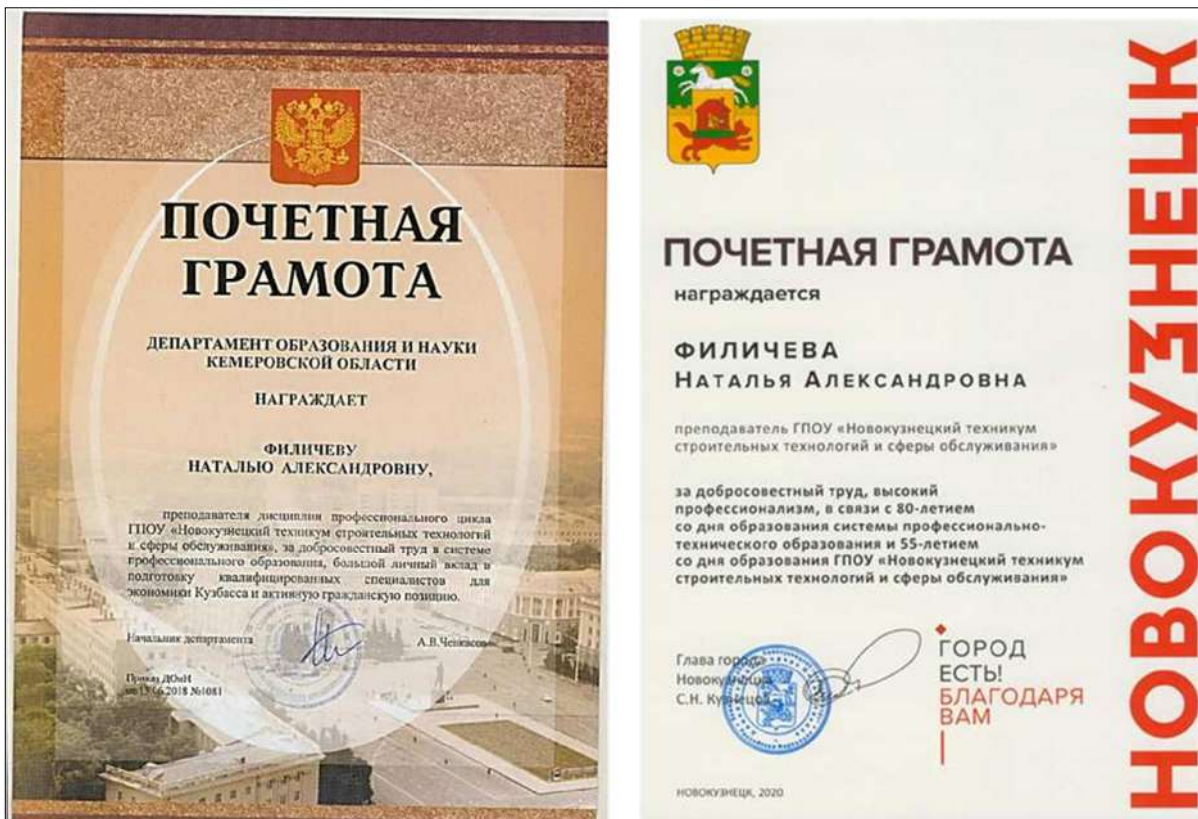 ПОЧЕТНАЯ
ГРАМОТА
ДЕПАРТАМЕНТ ОБРАЗОВАНИЯ И НАУКИ
КЕМЕРОВСКОЙ ОБЛАСТИ
НАГРАЖДАЕТ
ФИЛИЧЕВУ
НАТАЛЬЮ АЛЕКСАНДРОВНУ,
преподавателя дисциплин профессионального цикла
ГПОУ «Новокузнецкий техникум строительных технологий
и сферы обслуживания», за добросовестный труд в системе
профессионального образования, большой личный вклад в
подготовку квалифицированных специалистов для
экономики Кузбасса и активную гражданскую позицию.
Начальник департамента
А.В.Чепкасов
Приказ ДОиН
от 13.06.2018 №1081
ПОЧЕТНАЯ ГРАМОТА
награждается
ФИЛИЧЕВА
НАТАЛЬЯ АЛЕКСАНДРОВНА
преподаватель ГПОУ «Новокузнецкий техникум
строительных технологий и сферы обслуживания»
за добросовестный труд, высокий
профессионализм, в связи с 80-летием
со дня образования системы профессионально-
технического образования и 55-летием
со дня образования ГПОУ «Новокузнецкий техникум
строительных технологий и сферы обслуживания»
Глава города
Новокузнецка
С.Н. Кузнецов
ГОРОД
ЕСТЬ!
БЛАГОДАРЯ
ВАМ
НОВОКУЗНЕЦК, 2020
НОВОКУЗНЕЦК